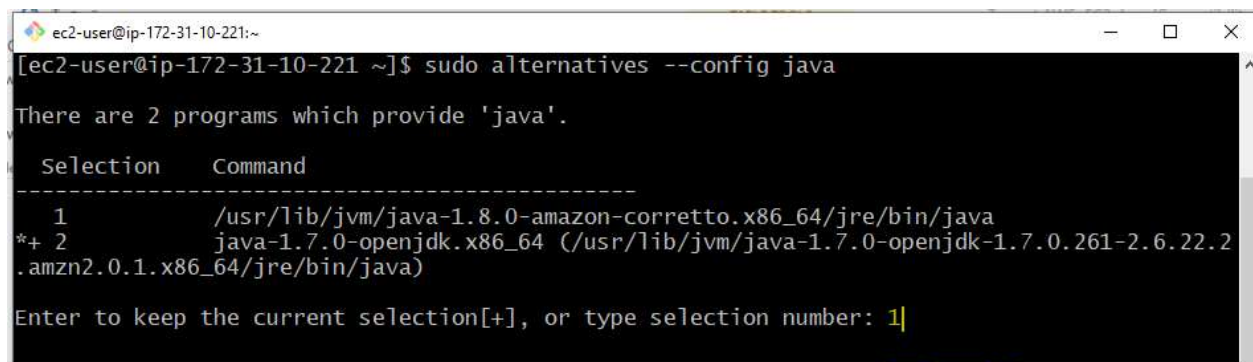 ec2-user@ip-172-31-10-221:~
[ec2-user@ip-172-31-10-221 ~]$ sudo alternatives --config java
There are 2 programs which provide 'java'.
Selection    Command
-----------------------------------------------
1           /usr/lib/jvm/java-1.8.0-amazon-corretto.x86_64/jre/bin/java
*+ 2           java-1.7.0-openjdk.x86_64 (/usr/lib/jvm/java-1.7.0-openjdk-1.7.0.261-2.6.22.2
.amzn2.0.1.x86_64/jre/bin/java)
Enter to keep the current selection[+], or type selection number: 1